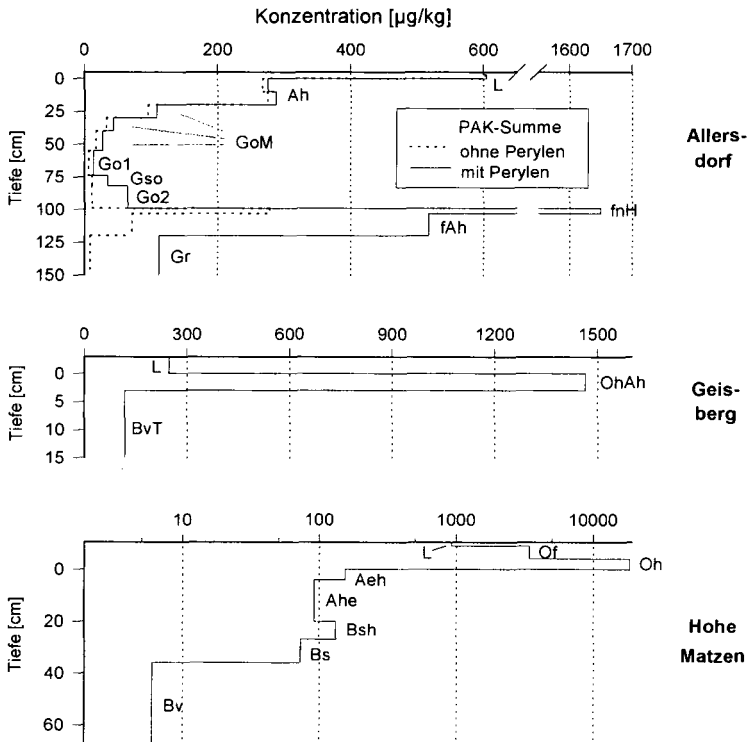 Konzentration [µg/kg]
0 200 400 600 1600 1700
Tiefe [cm]
0
25
50
75
100
125
150
L
Ah
GoM
Go1
Gso
Go2
fnH
fAh
Gr
PAK-Summe
ohne Perylen
mit Perylen
Allers-
dorf
0 300 600 900 1200 1500
Tiefe [cm]
0
5
10
15
L
OhAh
BvT
Geis-
berg
10 100 1000 10000
Tiefe [cm]
0
20
40
60
L
Of
Oh
Aeh
Ahe
Bsh
Bs
Bv
Hohe
Matzen